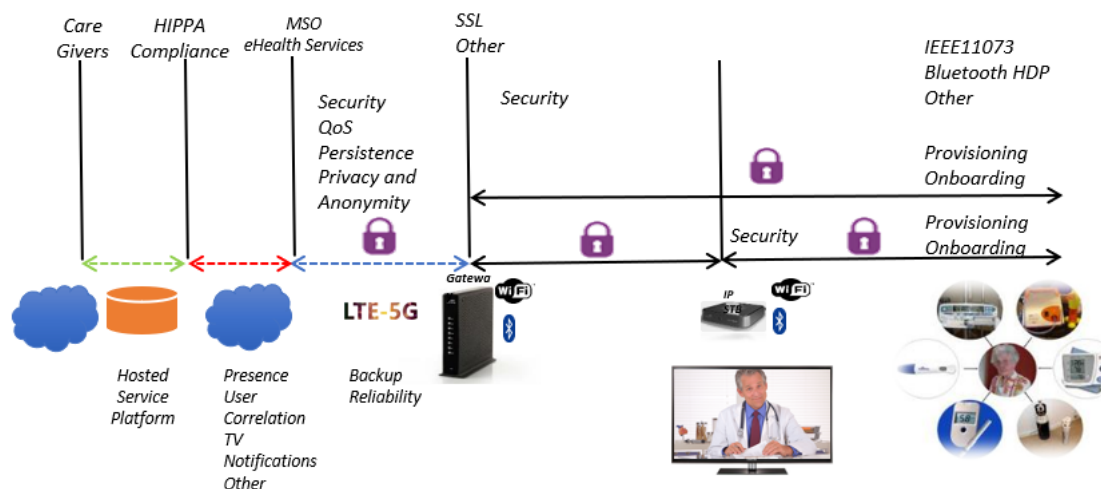 Care
Givers
HIPPA
Compliance
MSO
eHealth Services
SSL
Other
IEEE11073
Bluetooth HDP
Other
Security
QoS
Persistence
Privacy and
Anonymity
Security
Provisioning
Onboarding
Security
Provisioning
Onboarding
Gatewa
WiFi
LTE-5G
IP
STB
WiFi
Hosted
Service
Platform
Presence
User
Correlation
TV
Notifications
Other
Backup
Reliability